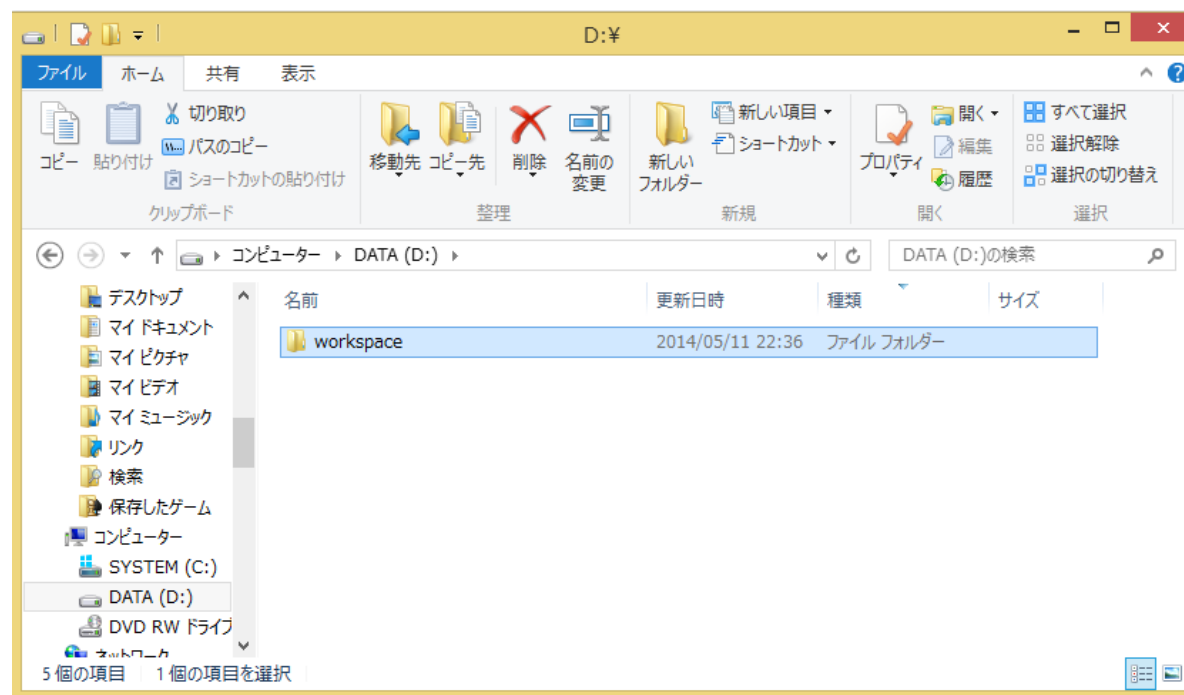 D:¥
ファイル ホーム 共有 表示
コピー
貼り付け
切り取り
パスのコピー
ショートカットの貼り付け
クリップボード
移動先
コピー先
削除
名前の
変更
整理
新しい
フォルダー
新しい項目
ショートカット
新規
プロパティ
開く
編集
履歴
開く
すべて選択
選択解除
選択の切り替え
選択
コンピューター DATA (D:)
DATA (D:)の検索
デスクトップ
マイ ドキュメント
マイ ピクチャ
マイ ビデオ
マイ ミュージック
リンク
検索
保存したゲーム
コンピューター
SYSTEM (C:)
DATA (D:)
DVD RW ドライブ
ネットワーク
名前 更新日時 種類 サイズ
workspace 2014/05/11 22:36 ファイル フォルダー
5 個の項目 1 個の項目を選択